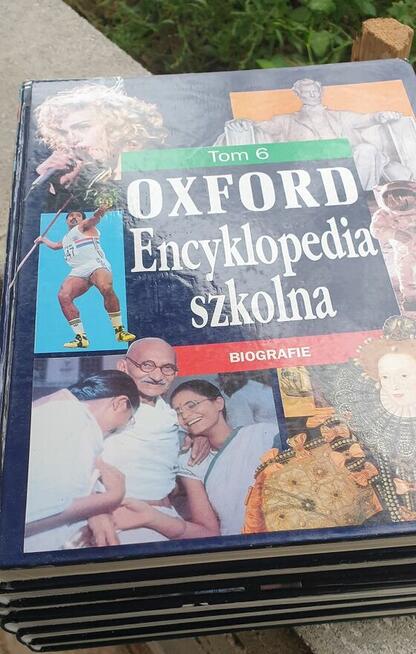 Tom 6
OXFORD
Encyklopedia
szkolna
BIOGRAFIE